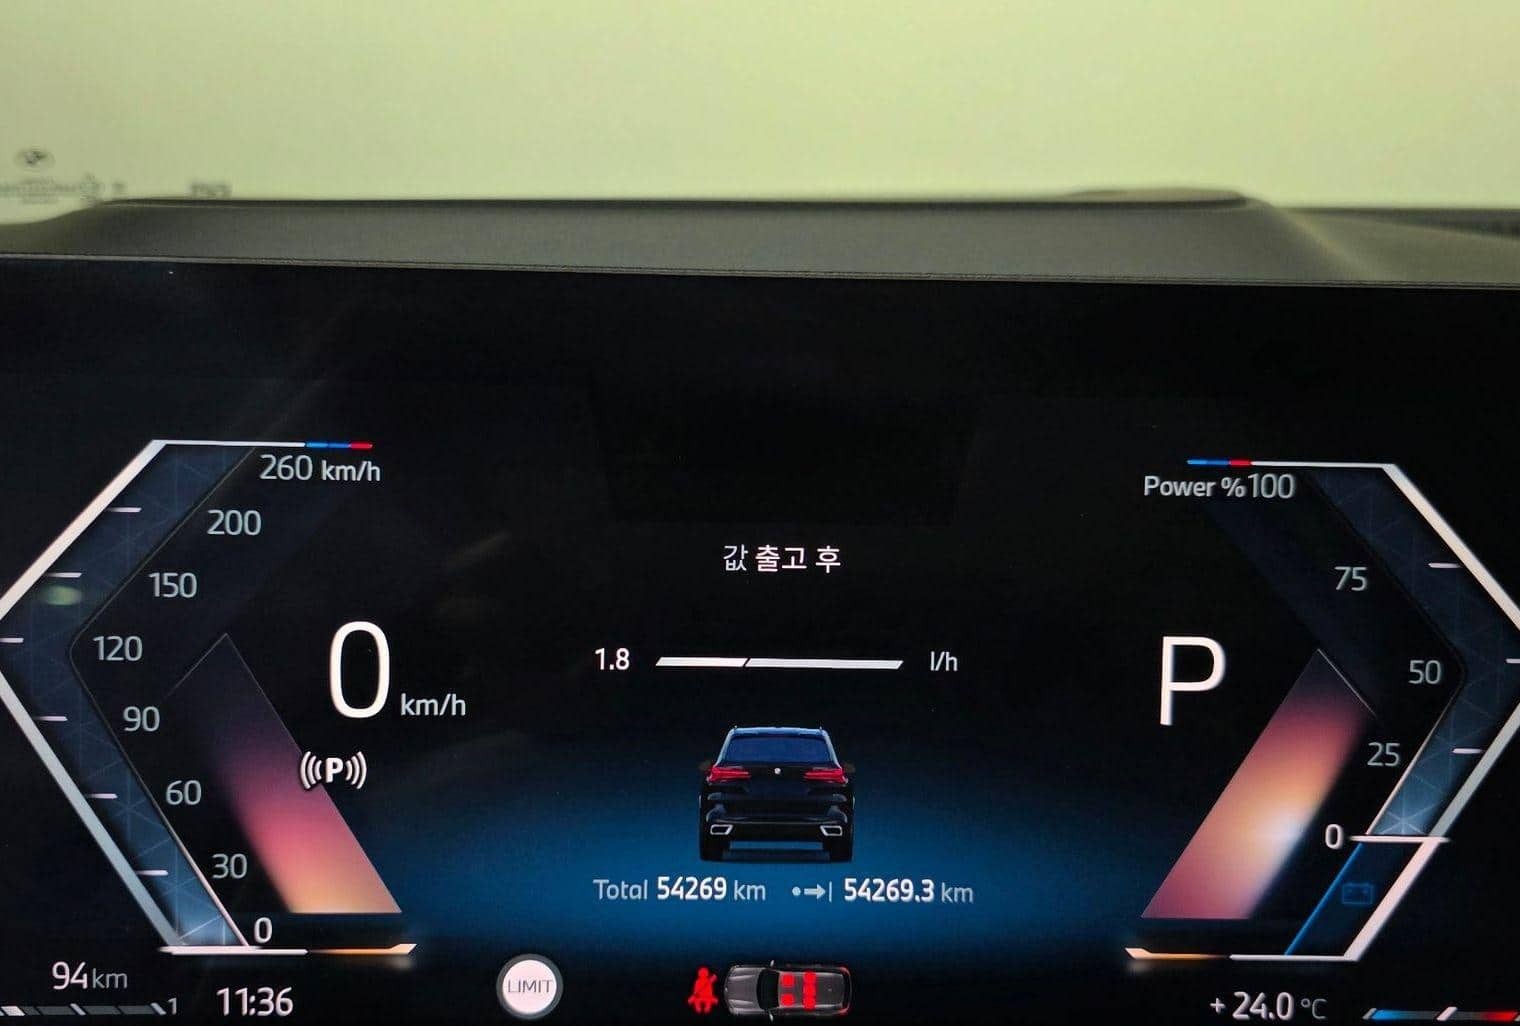 260 km/h
200
150
120
90
60
30
0
0 km/h
((P))
값 출고 후
1.8 l/h
Total 54269 km 54269.3 km
Power %100
75
50
25
0
P
94 km
1
11:36
LIMIT
+ 24.0 °C